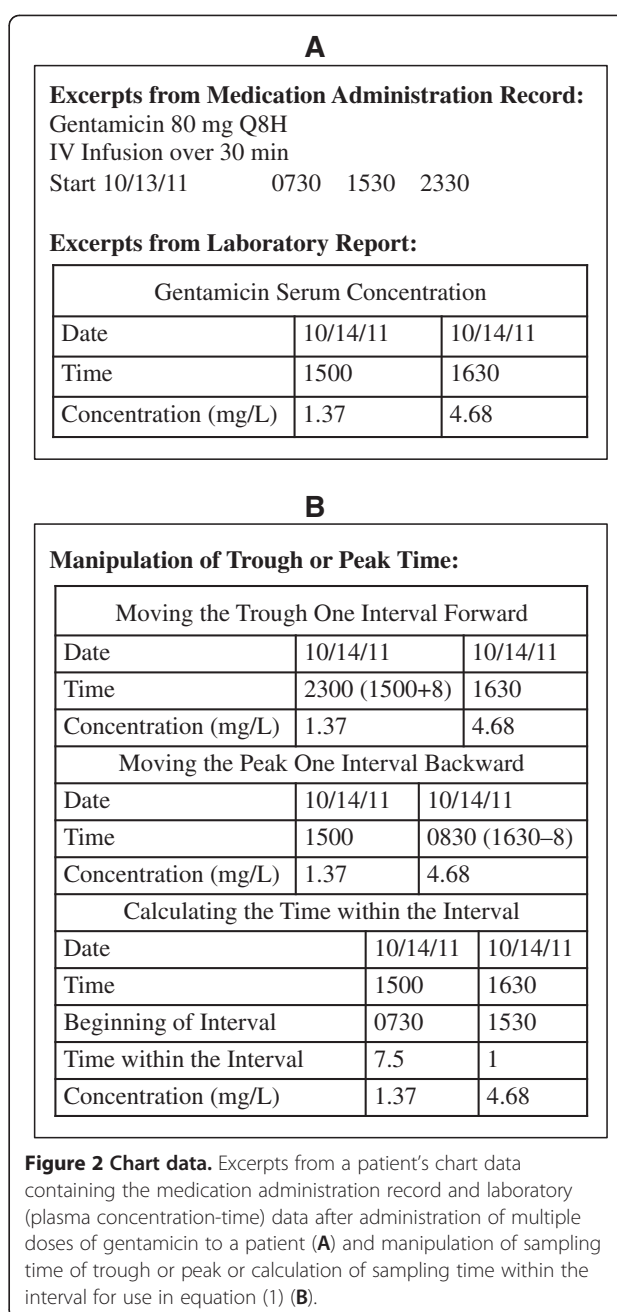 A
Excerpts from Medication Administration Record:
Gentamicin 80 mg Q8H
IV Infusion over 30 min
Start 10/13/11 0730 1530 2330
Excerpts from Laboratory Report:
Gentamicin Serum Concentration
Date 10/14/11 10/14/11
Time 1500 1630
Concentration (mg/L) 1.37 4.68
B
Manipulation of Trough or Peak Time:
Moving the Trough One Interval Forward
Date 10/14/11 10/14/11
Time 2300 (1500+8) 1630
Concentration (mg/L) 1.37 4.68
Moving the Peak One Interval Backward
Date 10/14/11 10/14/11
Time 1500 0830 (1630–8)
Concentration (mg/L) 1.37 4.68
Calculating the Time within the Interval
Date 10/14/11 10/14/11
Time 1500 1630
Beginning of Interval 0730 1530
Time within the Interval 7.5 1
Concentration (mg/L) 1.37 4.68
Figure 2 Chart data. Excerpts from a patient's chart data
containing the medication administration record and laboratory
(plasma concentration-time) data after administration of multiple
doses of gentamicin to a patient (A) and manipulation of sampling
time of trough or peak or calculation of sampling time within the
interval for use in equation (1) (B).